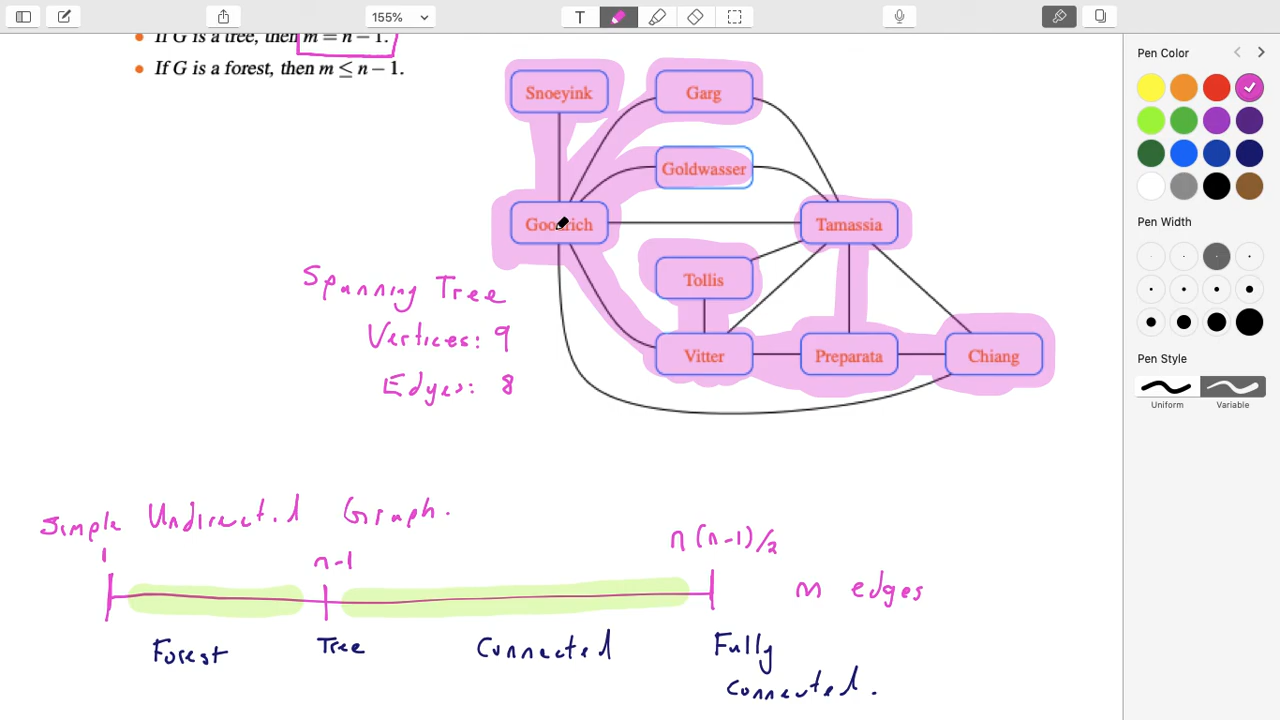 155%
T
If G is a tree, then m = n − 1.
If G is a forest, then m ≤ n − 1.
Snoeyink
Garg
Goldwasser
Goodrich
Tamassia
Tollis
Vitter
Preparata
Chiang
Spanning Tree
Vertices: 9
Edges: 8
Simple Undirected Graph.
1
n-1
n(n-1)/2
m edges
Forest
Tree
Connected
Fully
connected.
Pen Color
Pen Width
Pen Style
Uniform
Variable